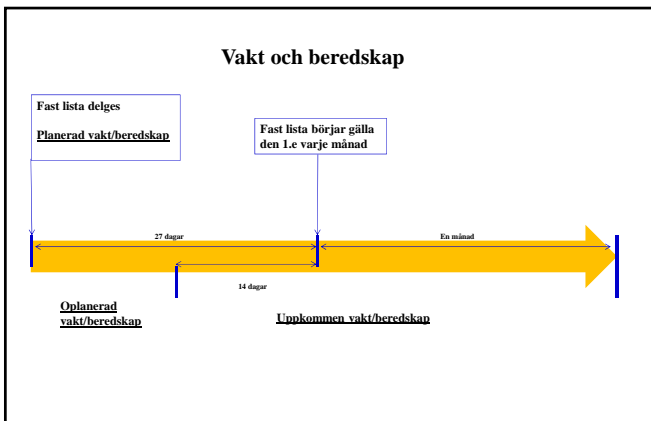 Vakt och beredskap
Fast lista delges
Planerad vakt/beredskap
Fast lista börjar gälla
den 1.e varje månad
27 dagar
En månad
14 dagar
Oplanerad
vakt/beredskap
Uppkommen vakt/beredskap